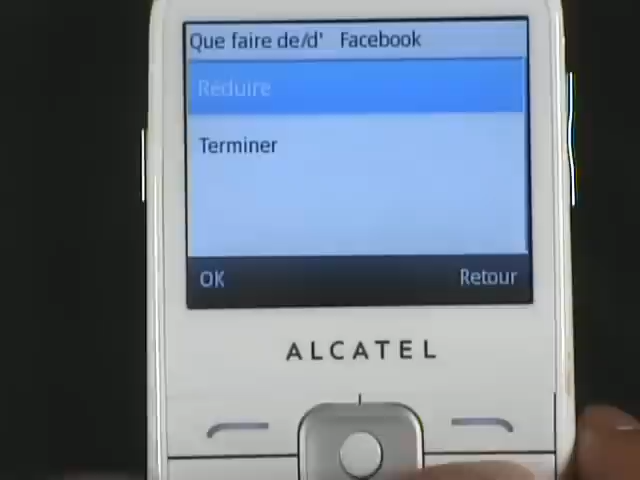 Que faire de/d' Facebook
Réduire
Terminer
OK Retour
ALCATEL